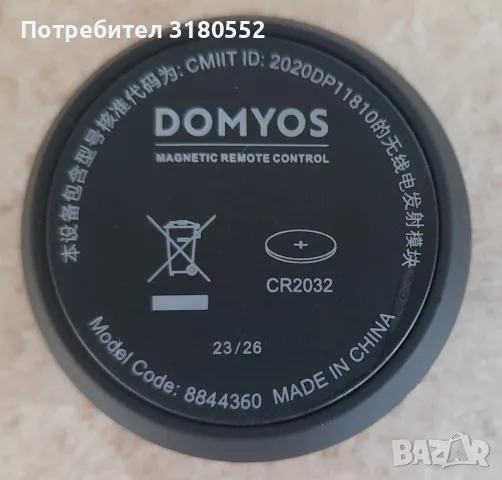 Потребител 3180552
本设备包含型号核准代码为: CMIIT ID: 2020DP11810的无线电发射模块
DOMYOS
MAGNETIC REMOTE CONTROL
+
CR2032
23/26
Model Code: 8844360 MADE IN CHINA
BAZAR